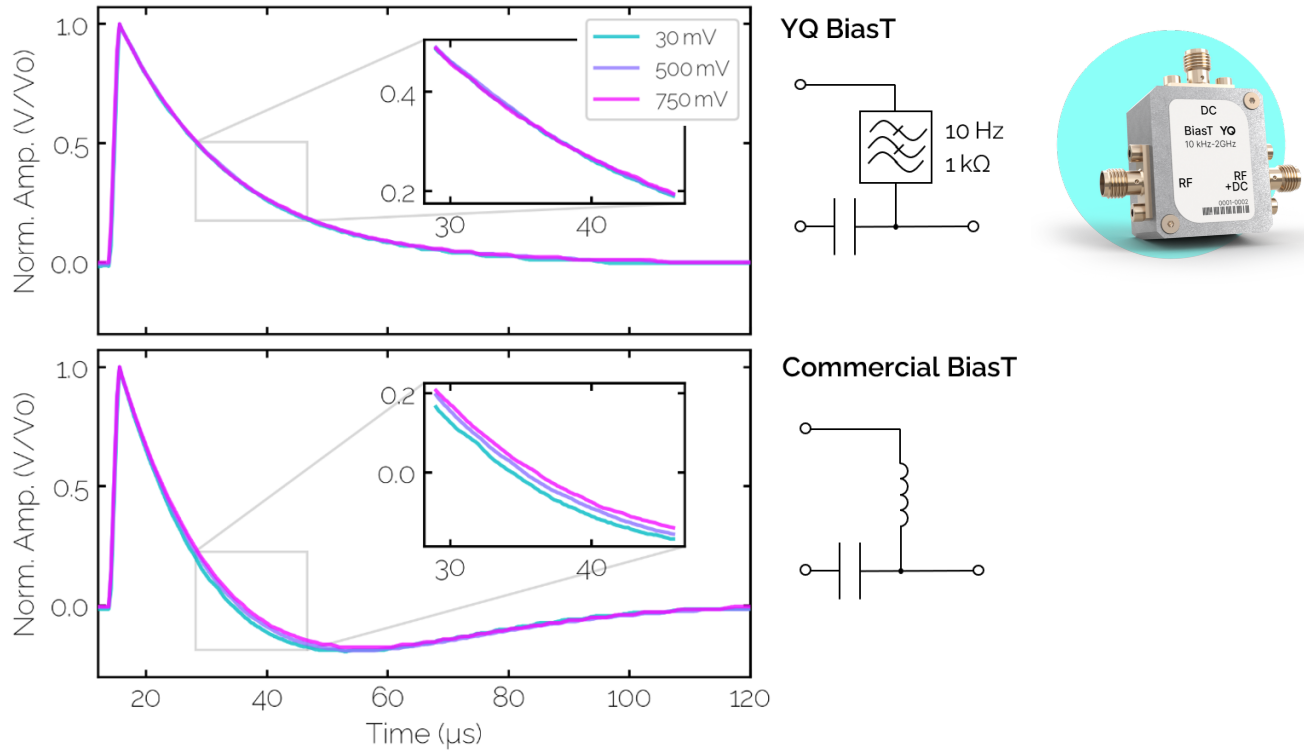 YQ BiasT
Norm. Amp. (V/V0)
1.0
0.5
0.0
30 mV
500 mV
750 mV
0.4
0.2
30
40
10 Hz
1 kΩ
DC
BiasT YQ
10 kHz-2GHz
RF
RF
+DC
0001-0002
Commercial BiasT
Norm. Amp. (V/V0)
1.0
0.5
0.0
0.2
0.0
30
40
20
40
60
80
100
120
Time (μs)